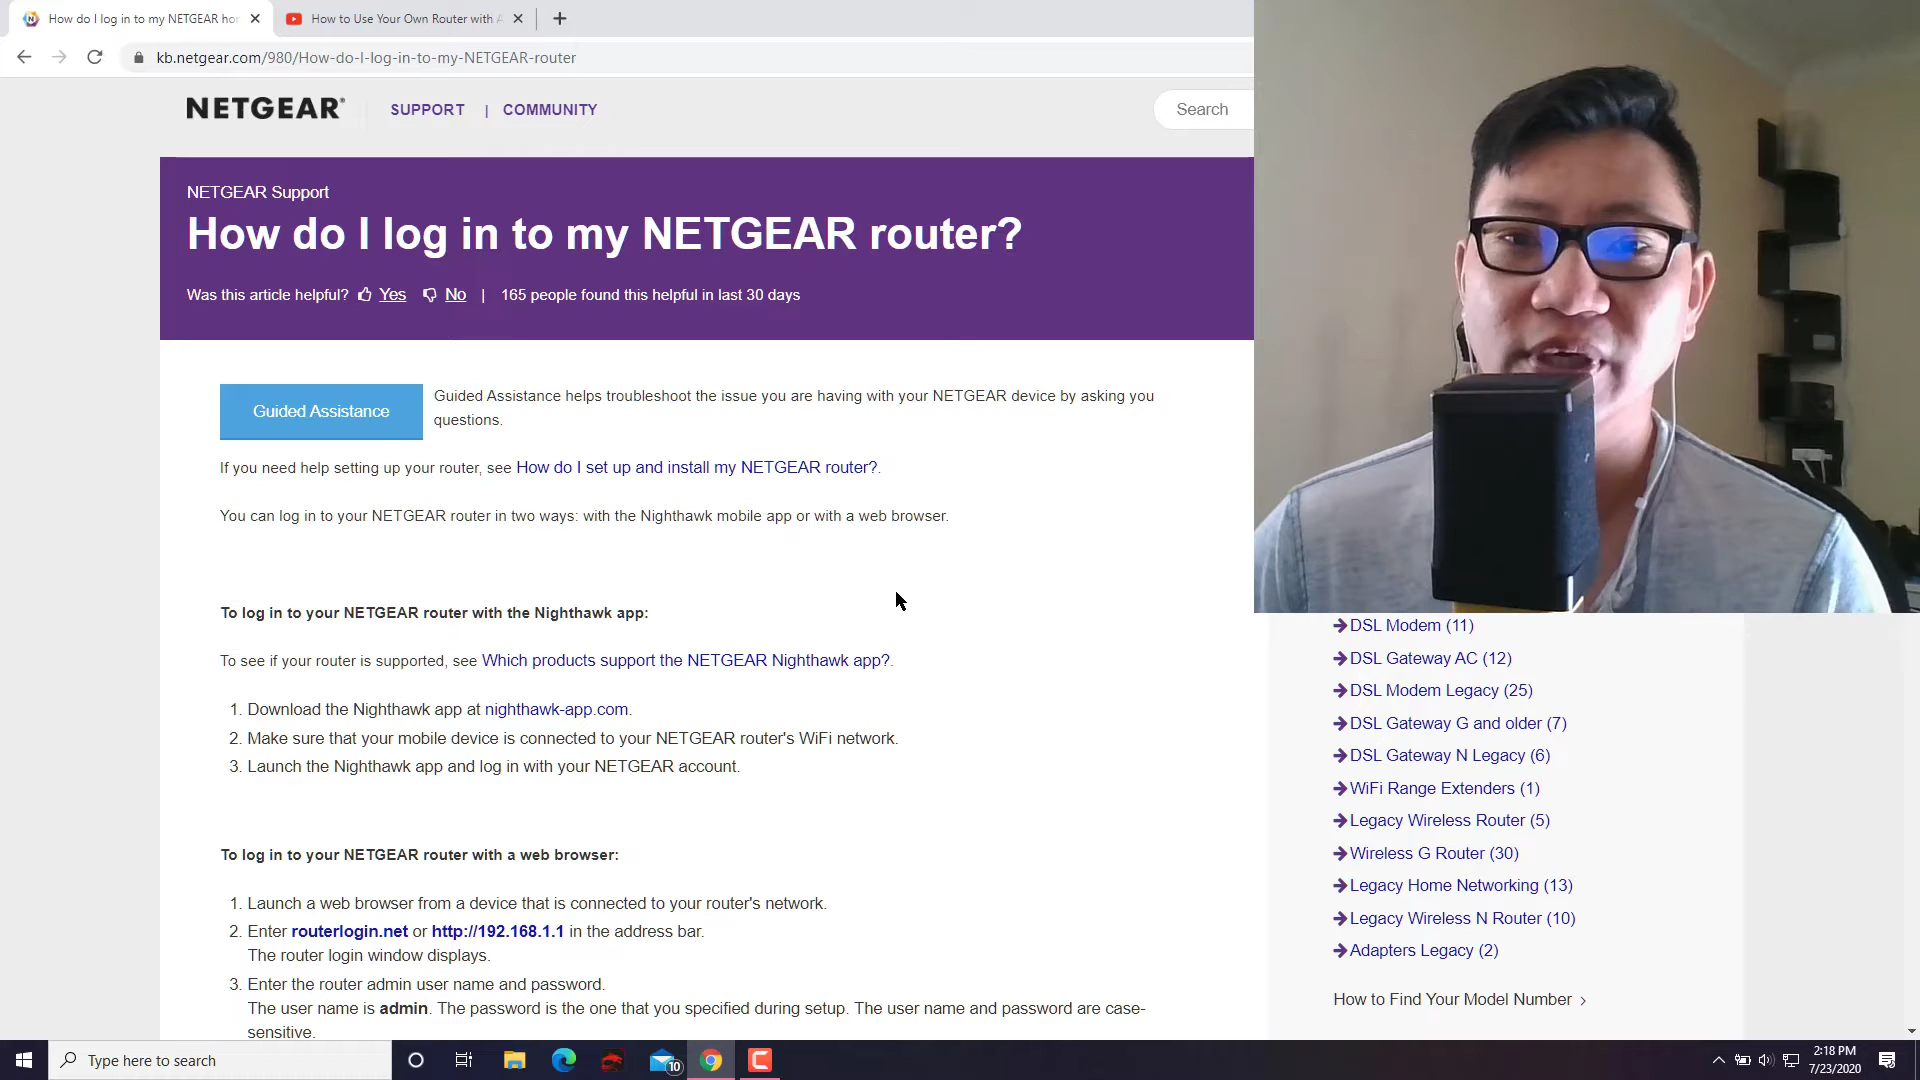 How do I log in to my NETGEAR hor
How to Use Your Own Router with A
kb.netgear.com/980/How-do-I-log-in-to-my-NETGEAR-router
NETGEAR® SUPPORT | COMMUNITY
Search
NETGEAR Support
How do I log in to my NETGEAR router?
Was this article helpful? Yes No | 165 people found this helpful in last 30 days
Guided Assistance
Guided Assistance helps troubleshoot the issue you are having with your NETGEAR device by asking you
questions.
If you need help setting up your router, see How do I set up and install my NETGEAR router?.
You can log in to your NETGEAR router in two ways: with the Nighthawk mobile app or with a web browser.
To log in to your NETGEAR router with the Nighthawk app:
To see if your router is supported, see Which products support the NETGEAR Nighthawk app?.
1. Download the Nighthawk app at nighthawk-app.com.
2. Make sure that your mobile device is connected to your NETGEAR router's WiFi network.
3. Launch the Nighthawk app and log in with your NETGEAR account.
To log in to your NETGEAR router with a web browser:
1. Launch a web browser from a device that is connected to your router's network.
2. Enter routerlogin.net or http://192.168.1.1 in the address bar.
The router login window displays.
3. Enter the router admin user name and password.
The user name is admin. The password is the one that you specified during setup. The user name and password are case-
sensitive.
DSL Modem (11)
DSL Gateway AC (12)
DSL Modem Legacy (25)
DSL Gateway G and older (7)
DSL Gateway N Legacy (6)
WiFi Range Extenders (1)
Legacy Wireless Router (5)
Wireless G Router (30)
Legacy Home Networking (13)
Legacy Wireless N Router (10)
Adapters Legacy (2)
How to Find Your Model Number
Type here to search
10
2:18 PM
7/23/2020